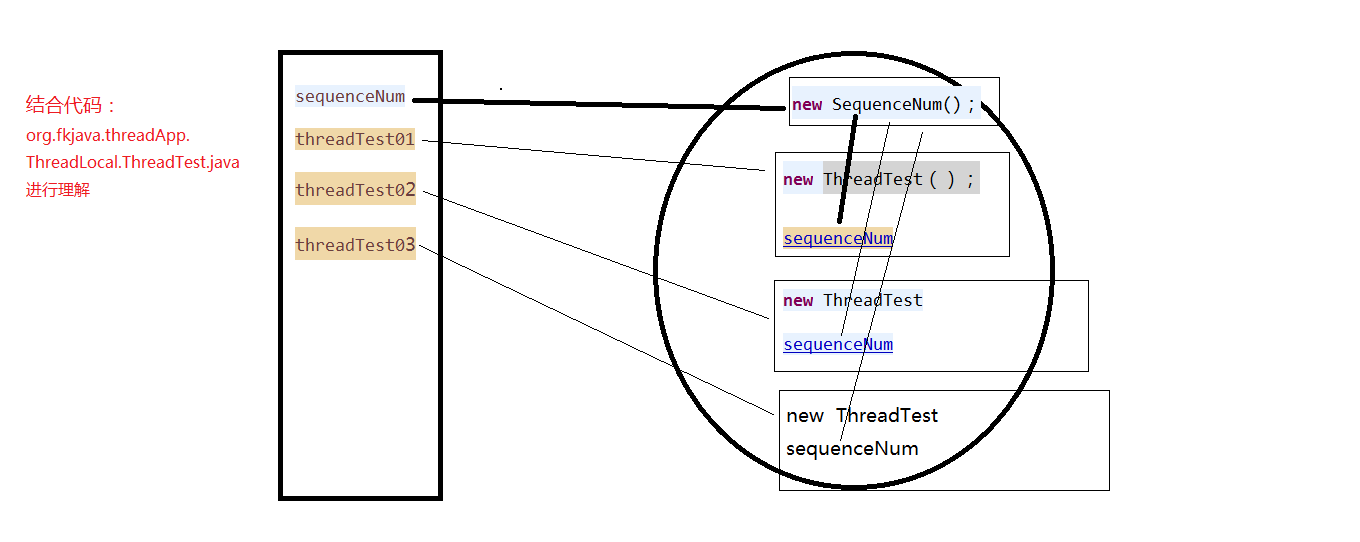 结合代码：
org.fkjava.threadApp.
ThreadLocal.ThreadTest.java
进行理解
sequenceNum
threadTest01
threadTest02
threadTest03
new SequenceNum();
new ThreadTest();
sequenceNum
new ThreadTest
sequenceNum
new ThreadTest
sequenceNum